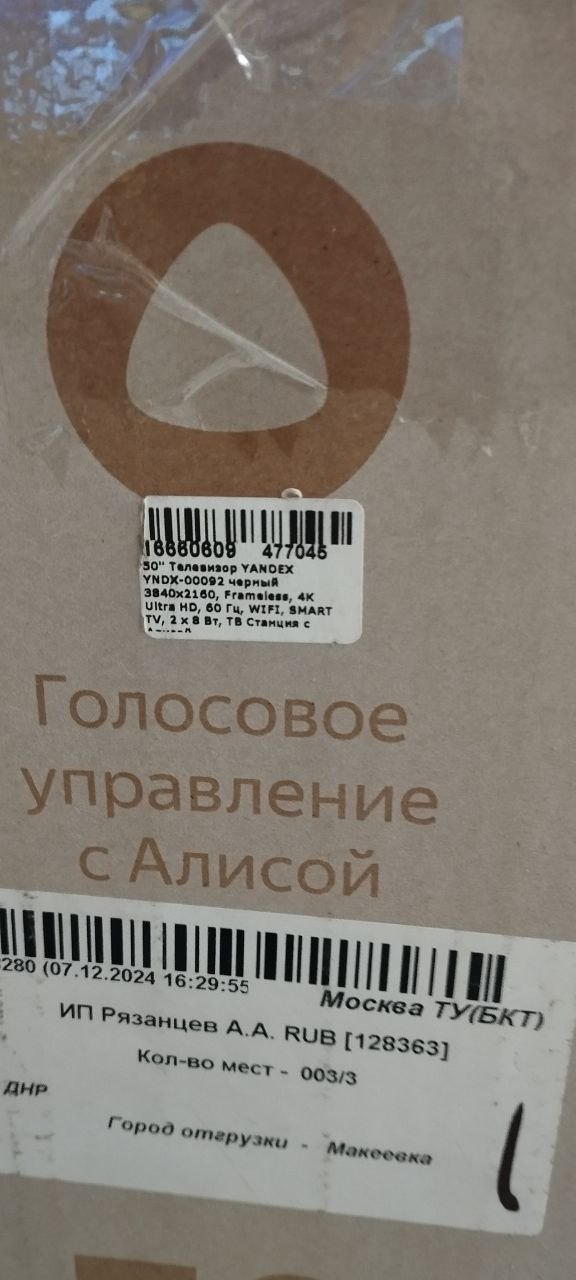 16660609 477045
50" Телевизор YANDEX
YNDX-00092 черный
3840x2160, Frameless, 4K
Ultra HD, 60 Гц, WIFI, SMART
TV, 2 x 8 Вт, ТВ Станция с
Голосовое
управление
с Алисой
280 (07.12.2024 16:29:55
Москва ТУ(БКТ)
ИП Рязанцев А.А. RUB [128363]
Кол-во мест - 003/3
ДНР
Город отгрузки - Макеевка